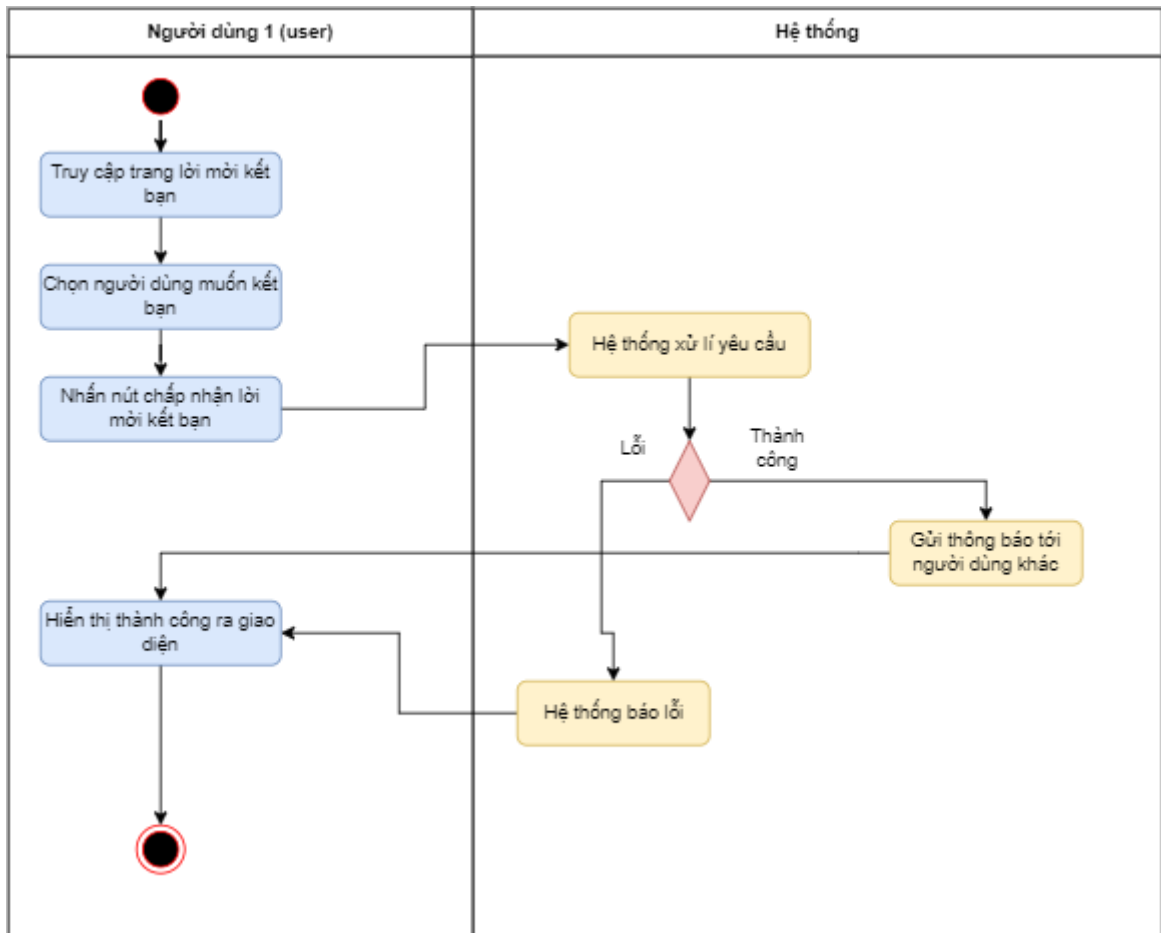 Người dùng 1 (user)
Hệ thống
Truy cập trang lời mời kết
bạn
Chọn người dùng muốn kết
bạn
Hệ thống xử lí yêu cầu
Nhấn nút chấp nhận lời
mời kết bạn
Lỗi
Thành
công
Gửi thông báo tới
người dùng khác
Hiển thị thành công ra giao
diện
Hệ thống báo lỗi